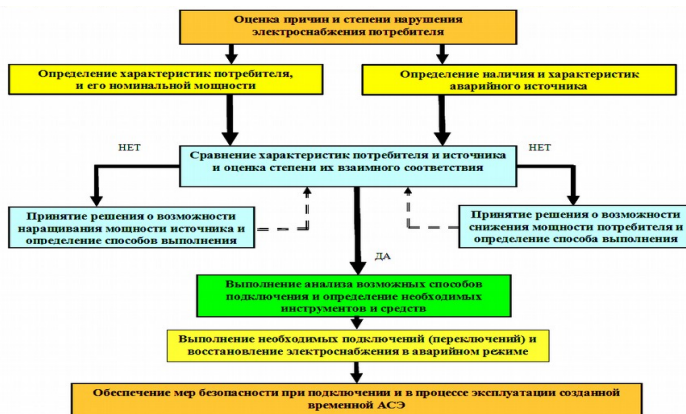 Оценка причин и степени нарушения
электроснабжения потребителя
Определение характеристик потребителя,
и его номинальной мощности
Определение наличия и характеристик
аварийного источника
НЕТ
НЕТ
Сравнение характеристик потребителя и источника
и оценка степени их взаимного соответствия
Принятие решения о возможности
наращивания мощности источника и
определение способов выполнения
Принятие решения о возможности
снижения мощности потребителя и
определение способа выполнения
ДА
Выполнение анализа возможных способов
подключения и определение необходимых
инструментов и средств
Выполнение необходимых подключений (переключений) и
восстановление электроснабжения в аварийном режиме
Обеспечение мер безопасности при подключении и в процессе эксплуатации созданной
временной АСЭ